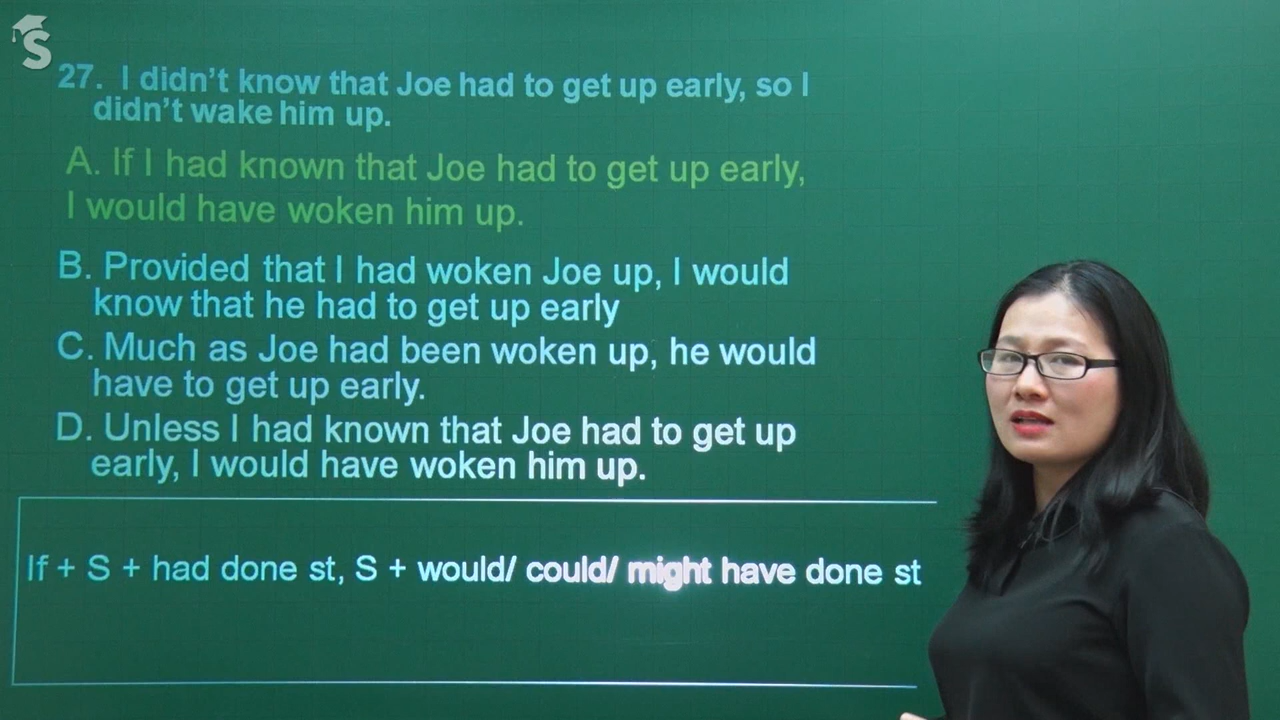 S
27. I didn't know that Joe had to get up early, so I
didn't wake him up.
A. If I had known that Joe had to get up early,
I would have woken him up.
B. Provided that I had woken Joe up, I would
know that he had to get up early
C. Much as Joe had been woken up, he would
have to get up early.
D. Unless I had known that Joe had to get up
early, I would have woken him up.
If + S + had done st, S + would/ could/ might have done st